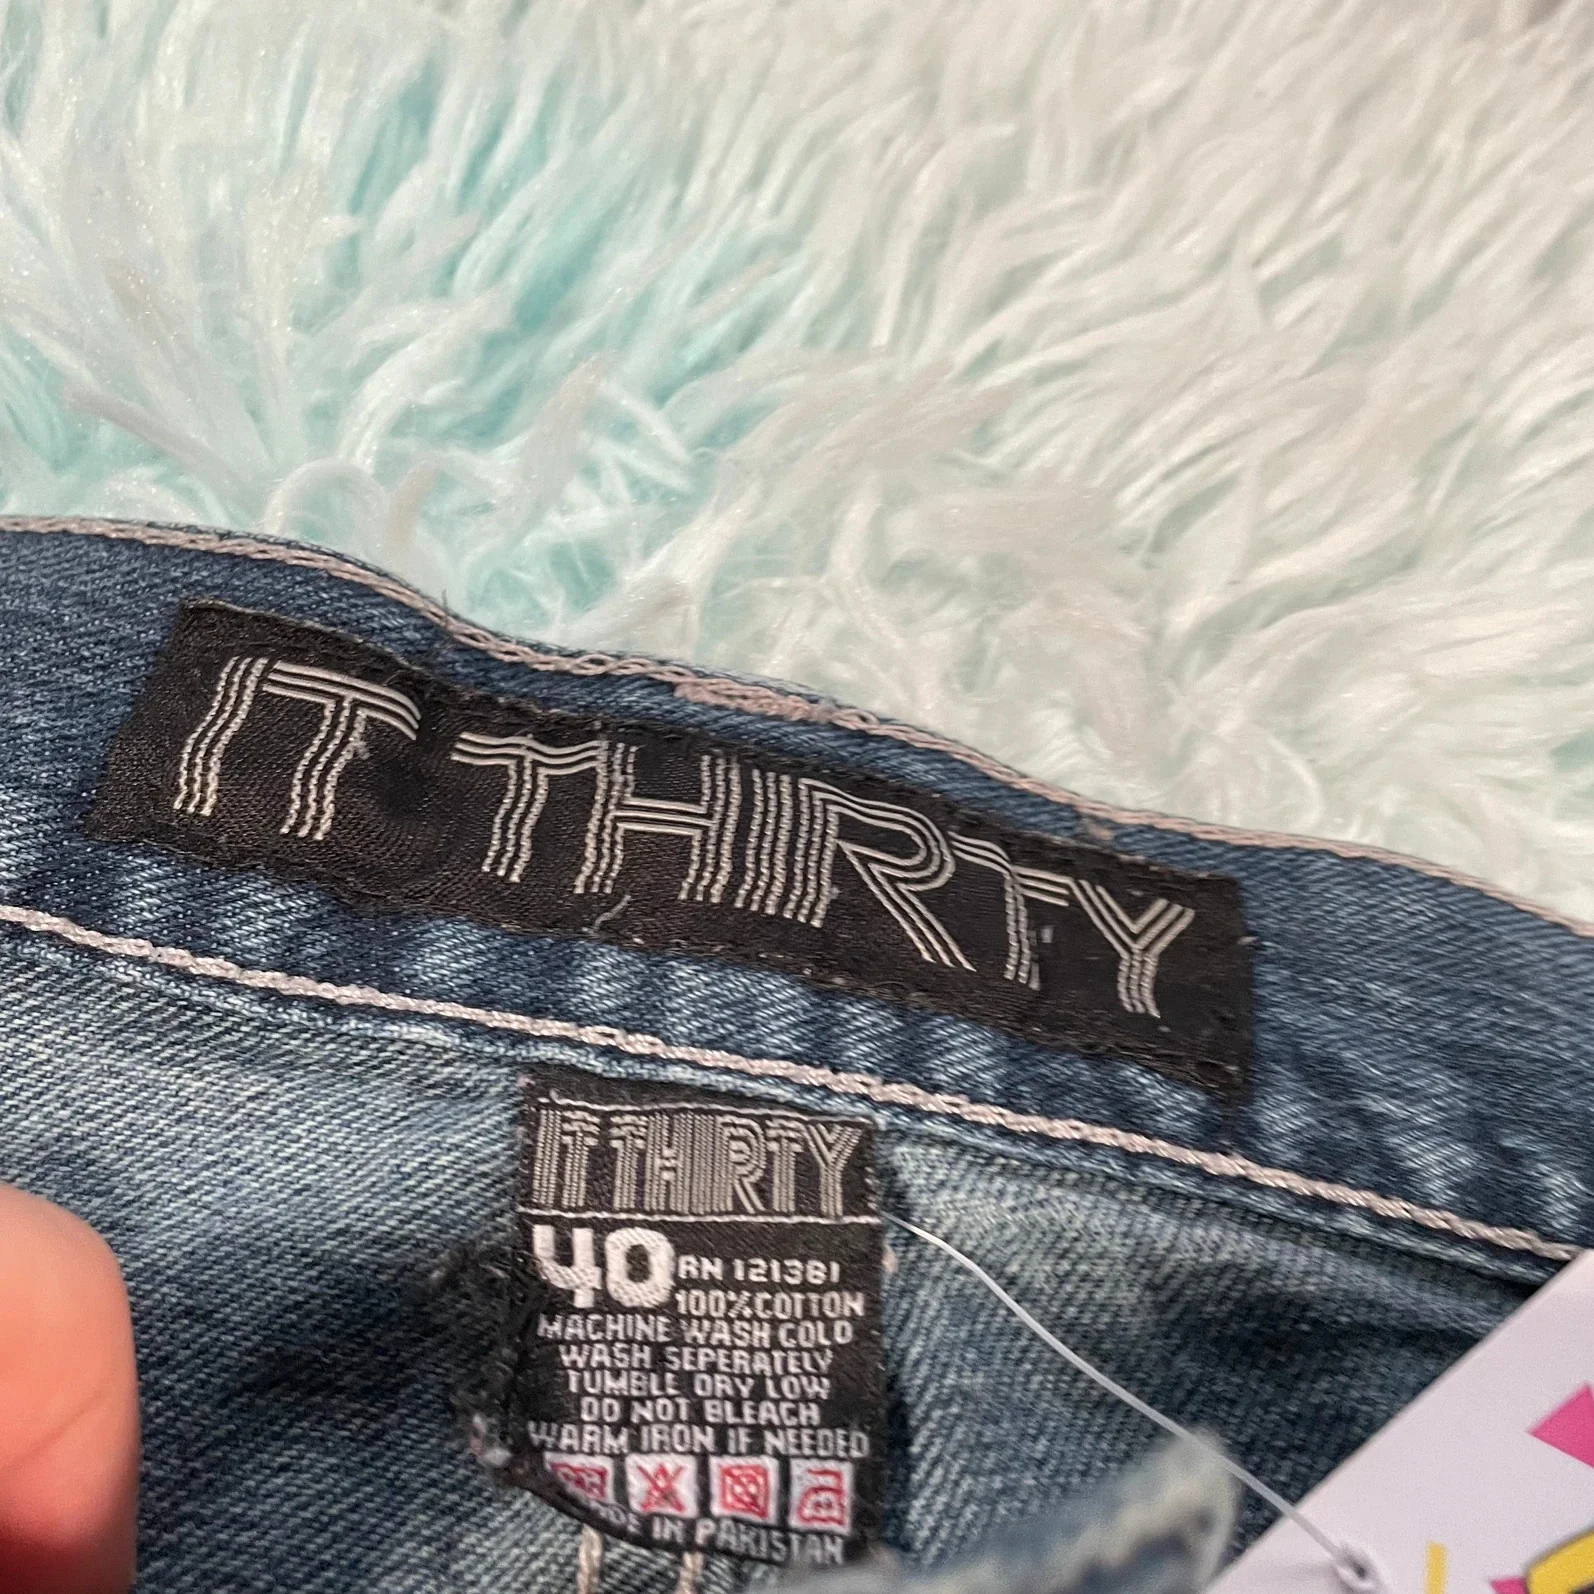 IT THIRTY
IT THIRTY
40 RN 121381
100% COTTON
MACHINE WASH COLD
WASH SEPERATELY
TUMBLE DRY LOW
DO NOT BLEACH
WARM IRON IF NEEDED
MADE IN PAKISTAN